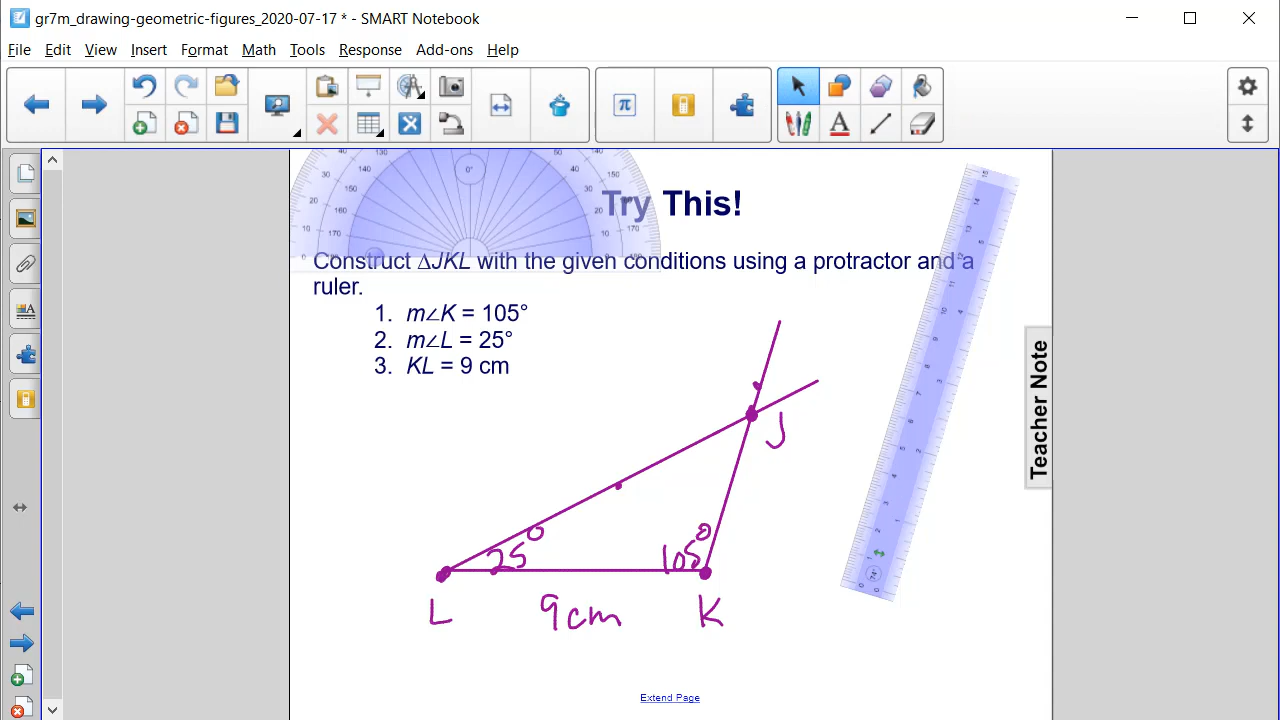 gr7m_drawing-geometric-figures_2020-07-17 * - SMART Notebook
File Edit View Insert Format Math Tools Response Add-ons Help
Try This!
Construct ΔJKL with the given conditions using a protractor and a
ruler.
1. m∠K = 105°
2. m∠L = 25°
3. KL = 9 cm
Teacher Note
J
25°
105°
L
9cm
K
Extend Page